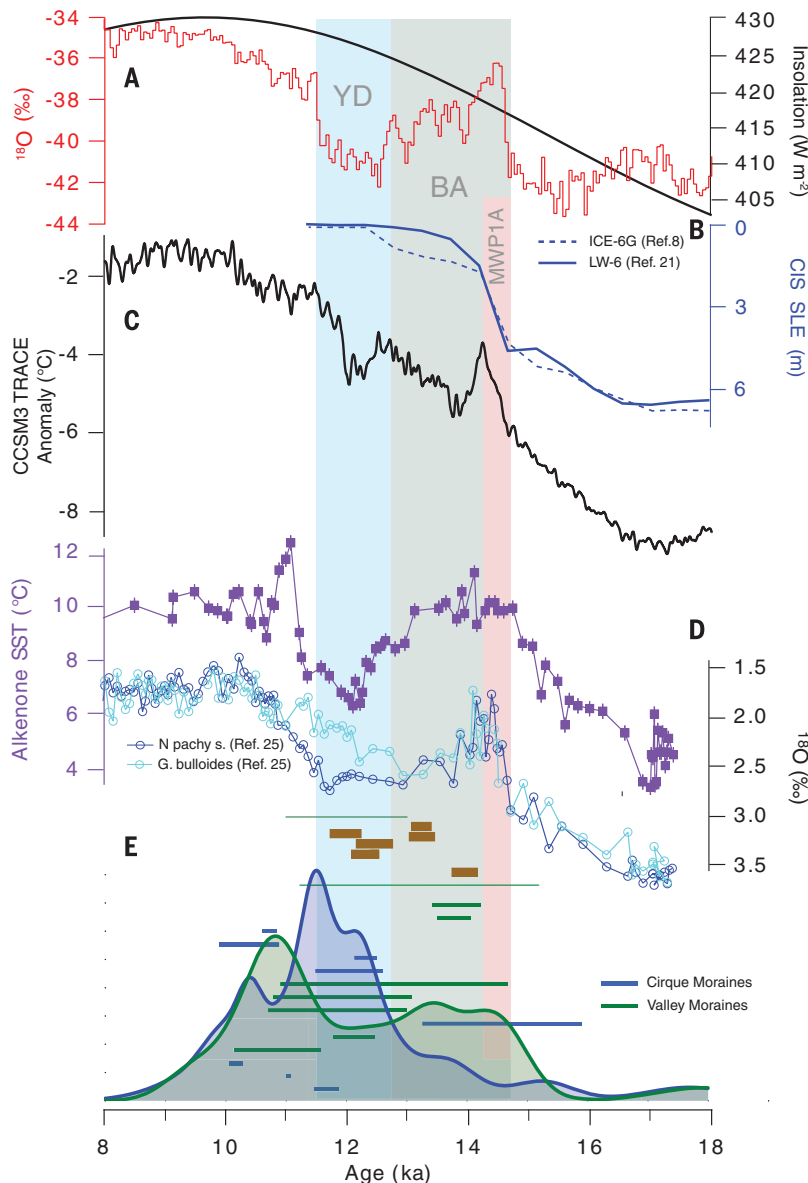 -34
-36
-38
-40
-42
-44
¹⁸O (‰)
A
YD
BA
MWP1A
430
425
420
415
410
405
402
Insolation (W m⁻²)
B
ICE-6G (Ref.8)
LW-6 (Ref. 21)
0
3
6
CIS SLE (m)
-2
-4
-6
-8
CCSM3 TRACE
Anomaly (°C)
C
12
10
8
6
4
Alkenone SST (°C)
D
N pachy s. (Ref. 25)
G. bulloides (Ref. 25)
1.5
2.0
2.5
3.0
3.5
¹⁸O (‰)
E
Cirque Moraines
Valley Moraines
8
10
12
14
16
18
Age (ka)